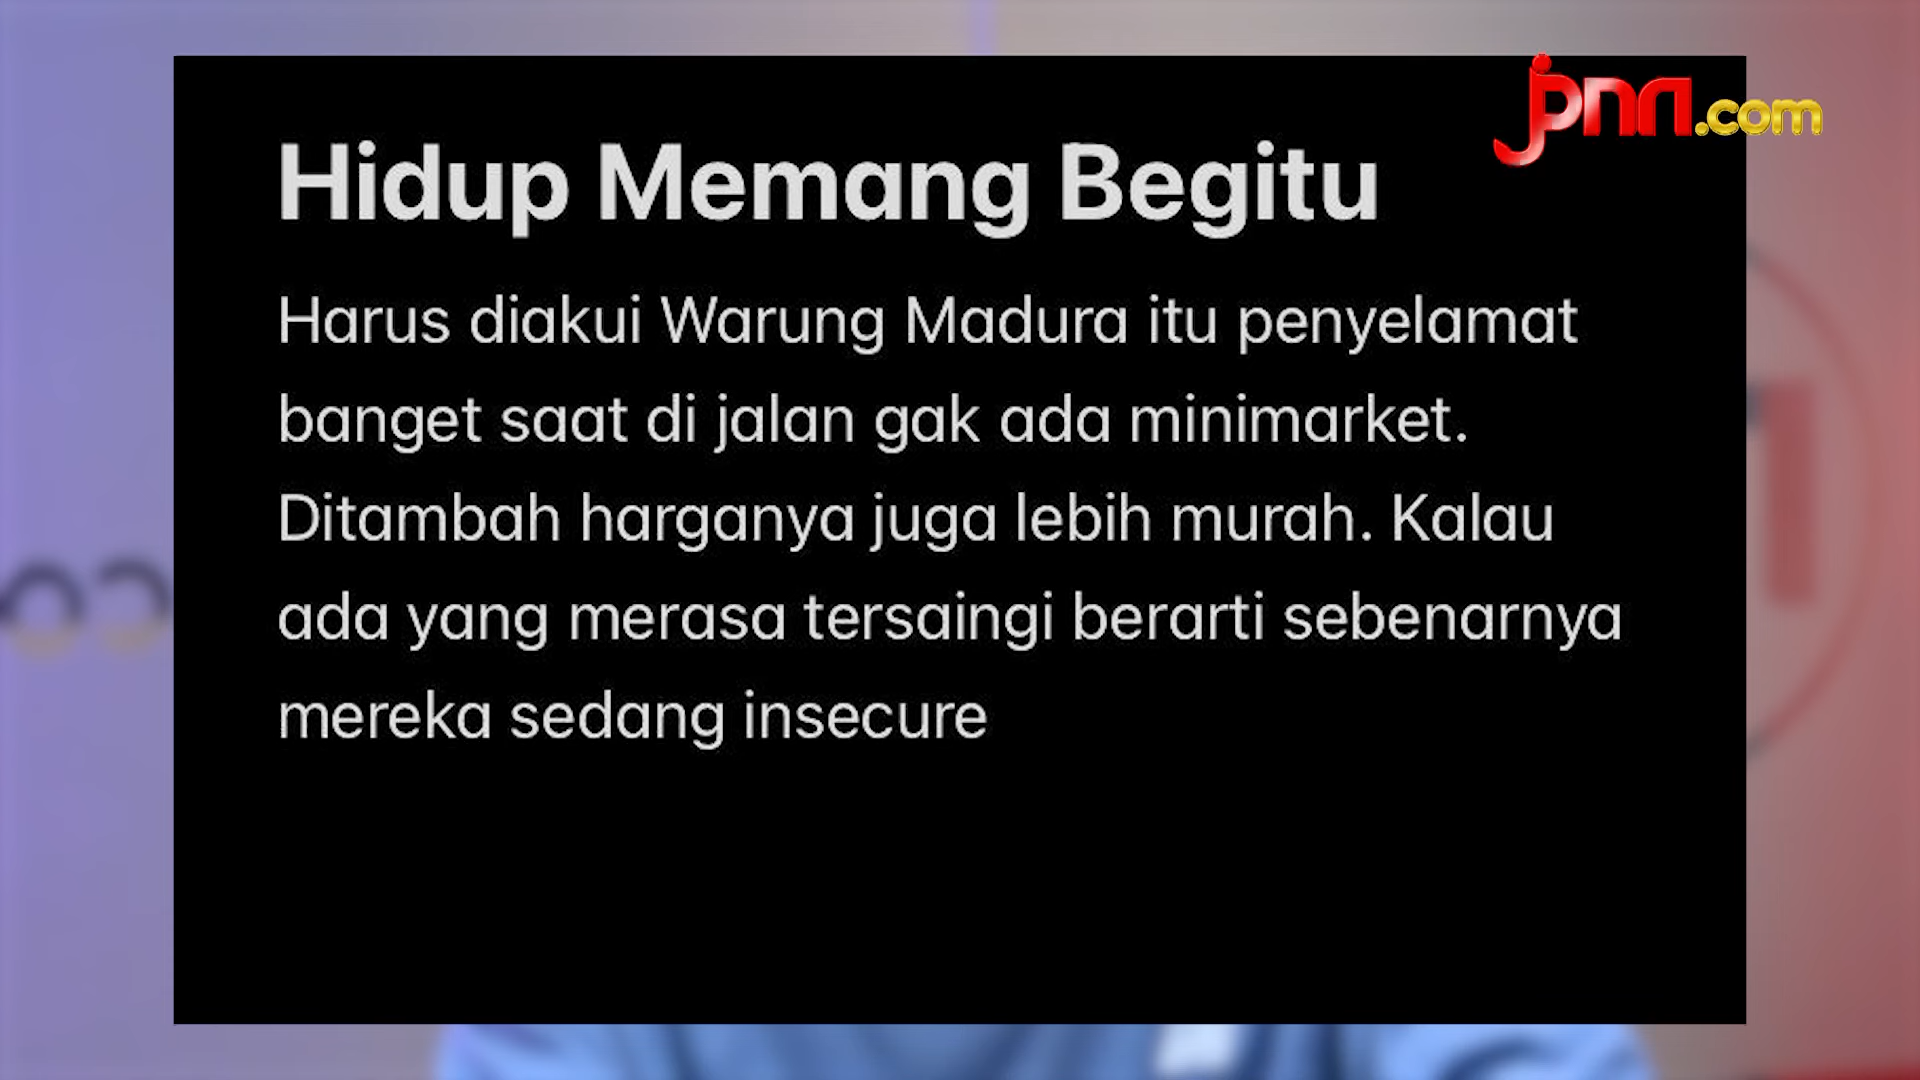 jpnn.com
Hidup Memang Begitu
Harus diakui Warung Madura itu penyelamat
banget saat di jalan gak ada minimarket.
Ditambah harganya juga lebih murah. Kalau
ada yang merasa tersaingi berarti sebenarnya
mereka sedang insecure